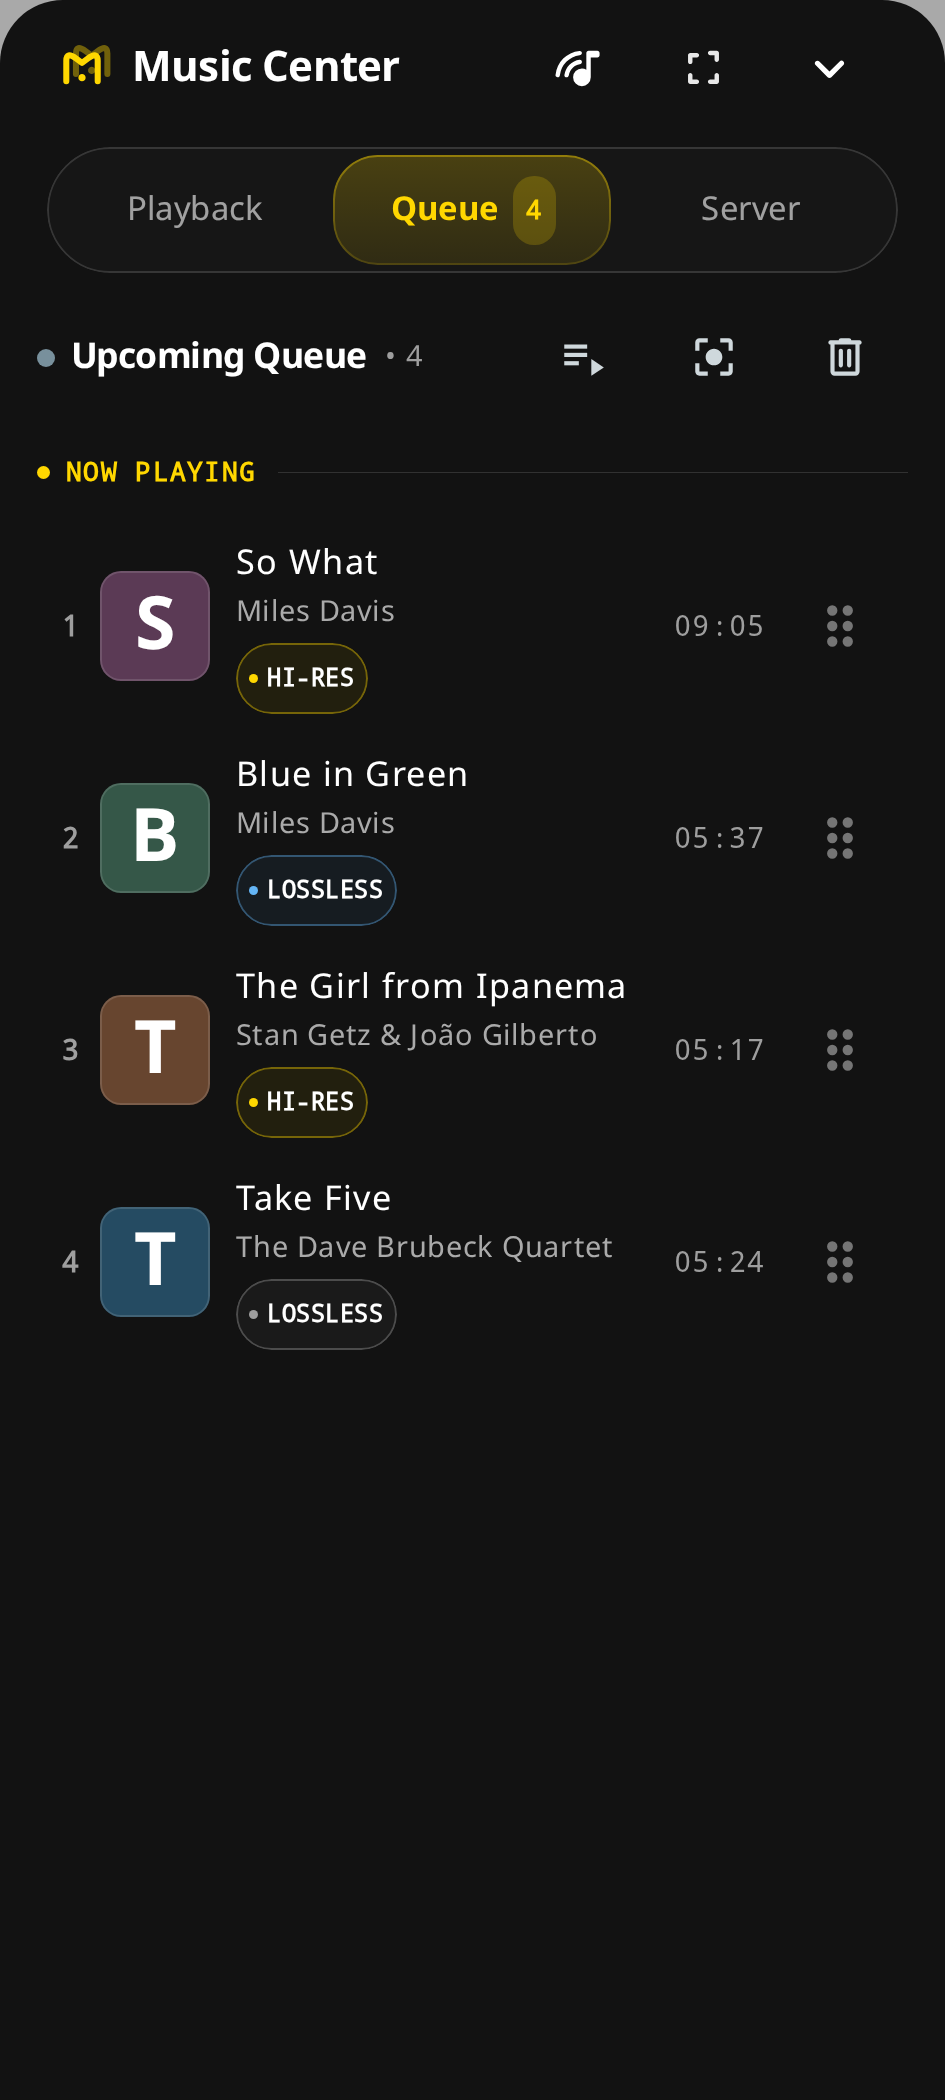 Music Center
Playback
Queue 4
Server
Upcoming Queue • 4
NOW PLAYING
1
S
So What
Miles Davis
HI-RES
09:05
2
B
Blue in Green
Miles Davis
LOSSLESS
05:37
3
T
The Girl from Ipanema
Stan Getz & João Gilberto
HI-RES
05:17
4
T
Take Five
The Dave Brubeck Quartet
LOSSLESS
05:24